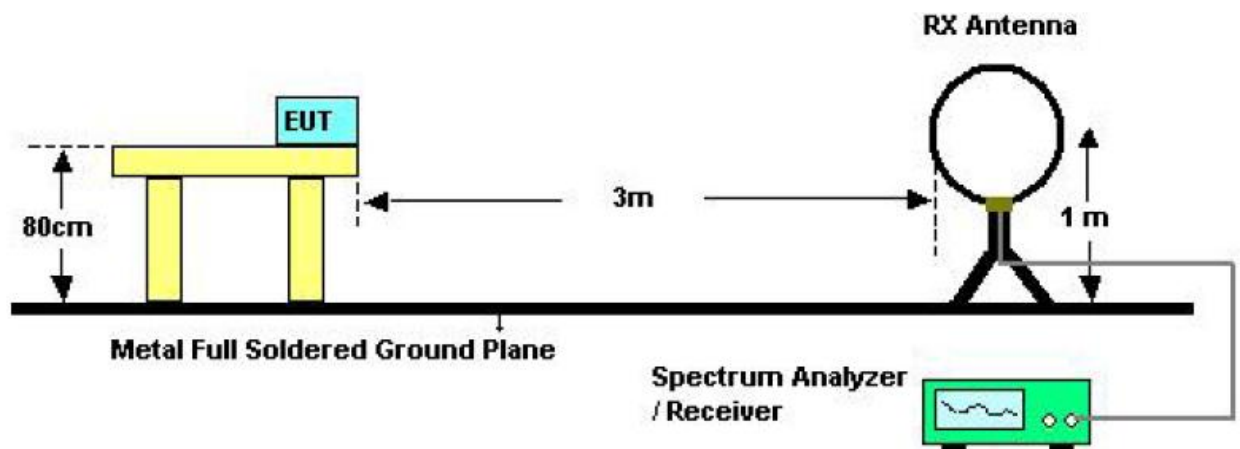 RX Antenna
EUT
80cm
3m
1 m
Metal Full Soldered Ground Plane
Spectrum Analyzer
/ Receiver